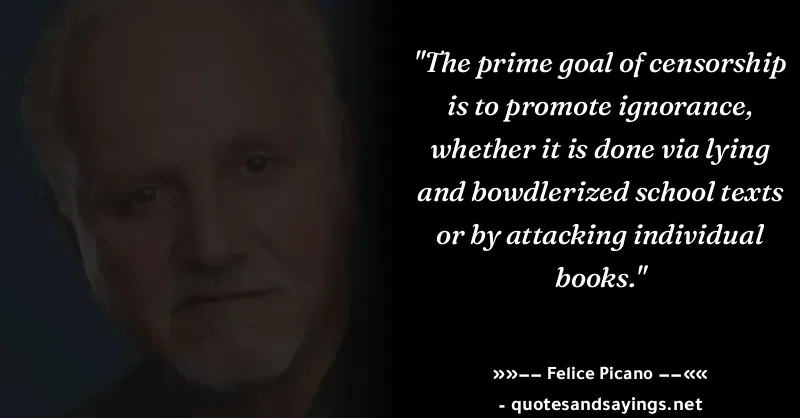 "The prime goal of censorship
is to promote ignorance,
whether it is done via lying
and bowdlerized school texts
or by attacking individual
books."
»»−− Felice Picano −−««
- quotesandsayings.net